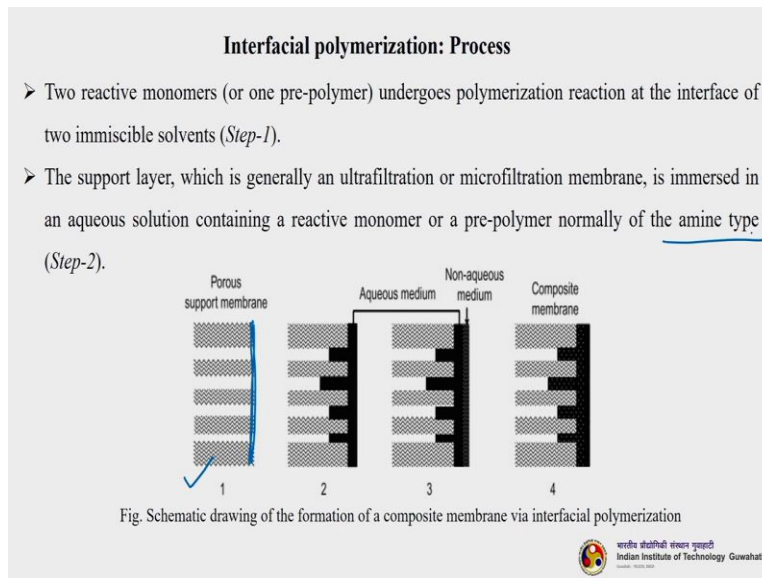 Interfacial polymerization: Process
➢ Two reactive monomers (or one pre-polymer) undergoes polymerization reaction at the interface of
two immiscible solvents (Step-1).
➢ The support layer, which is generally an ultrafiltration or microfiltration membrane, is immersed in
an aqueous solution containing a reactive monomer or a pre-polymer normally of the amine type
(Step-2).
Porous
support membrane
Aqueous medium
Non-aqueous
medium
Composite
membrane
1 2 3 4
Fig. Schematic drawing of the formation of a composite membrane via interfacial polymerization
भारतीय प्रौद्योगिकी संस्थान गुवाहाटी
Indian Institute of Technology Guwahat